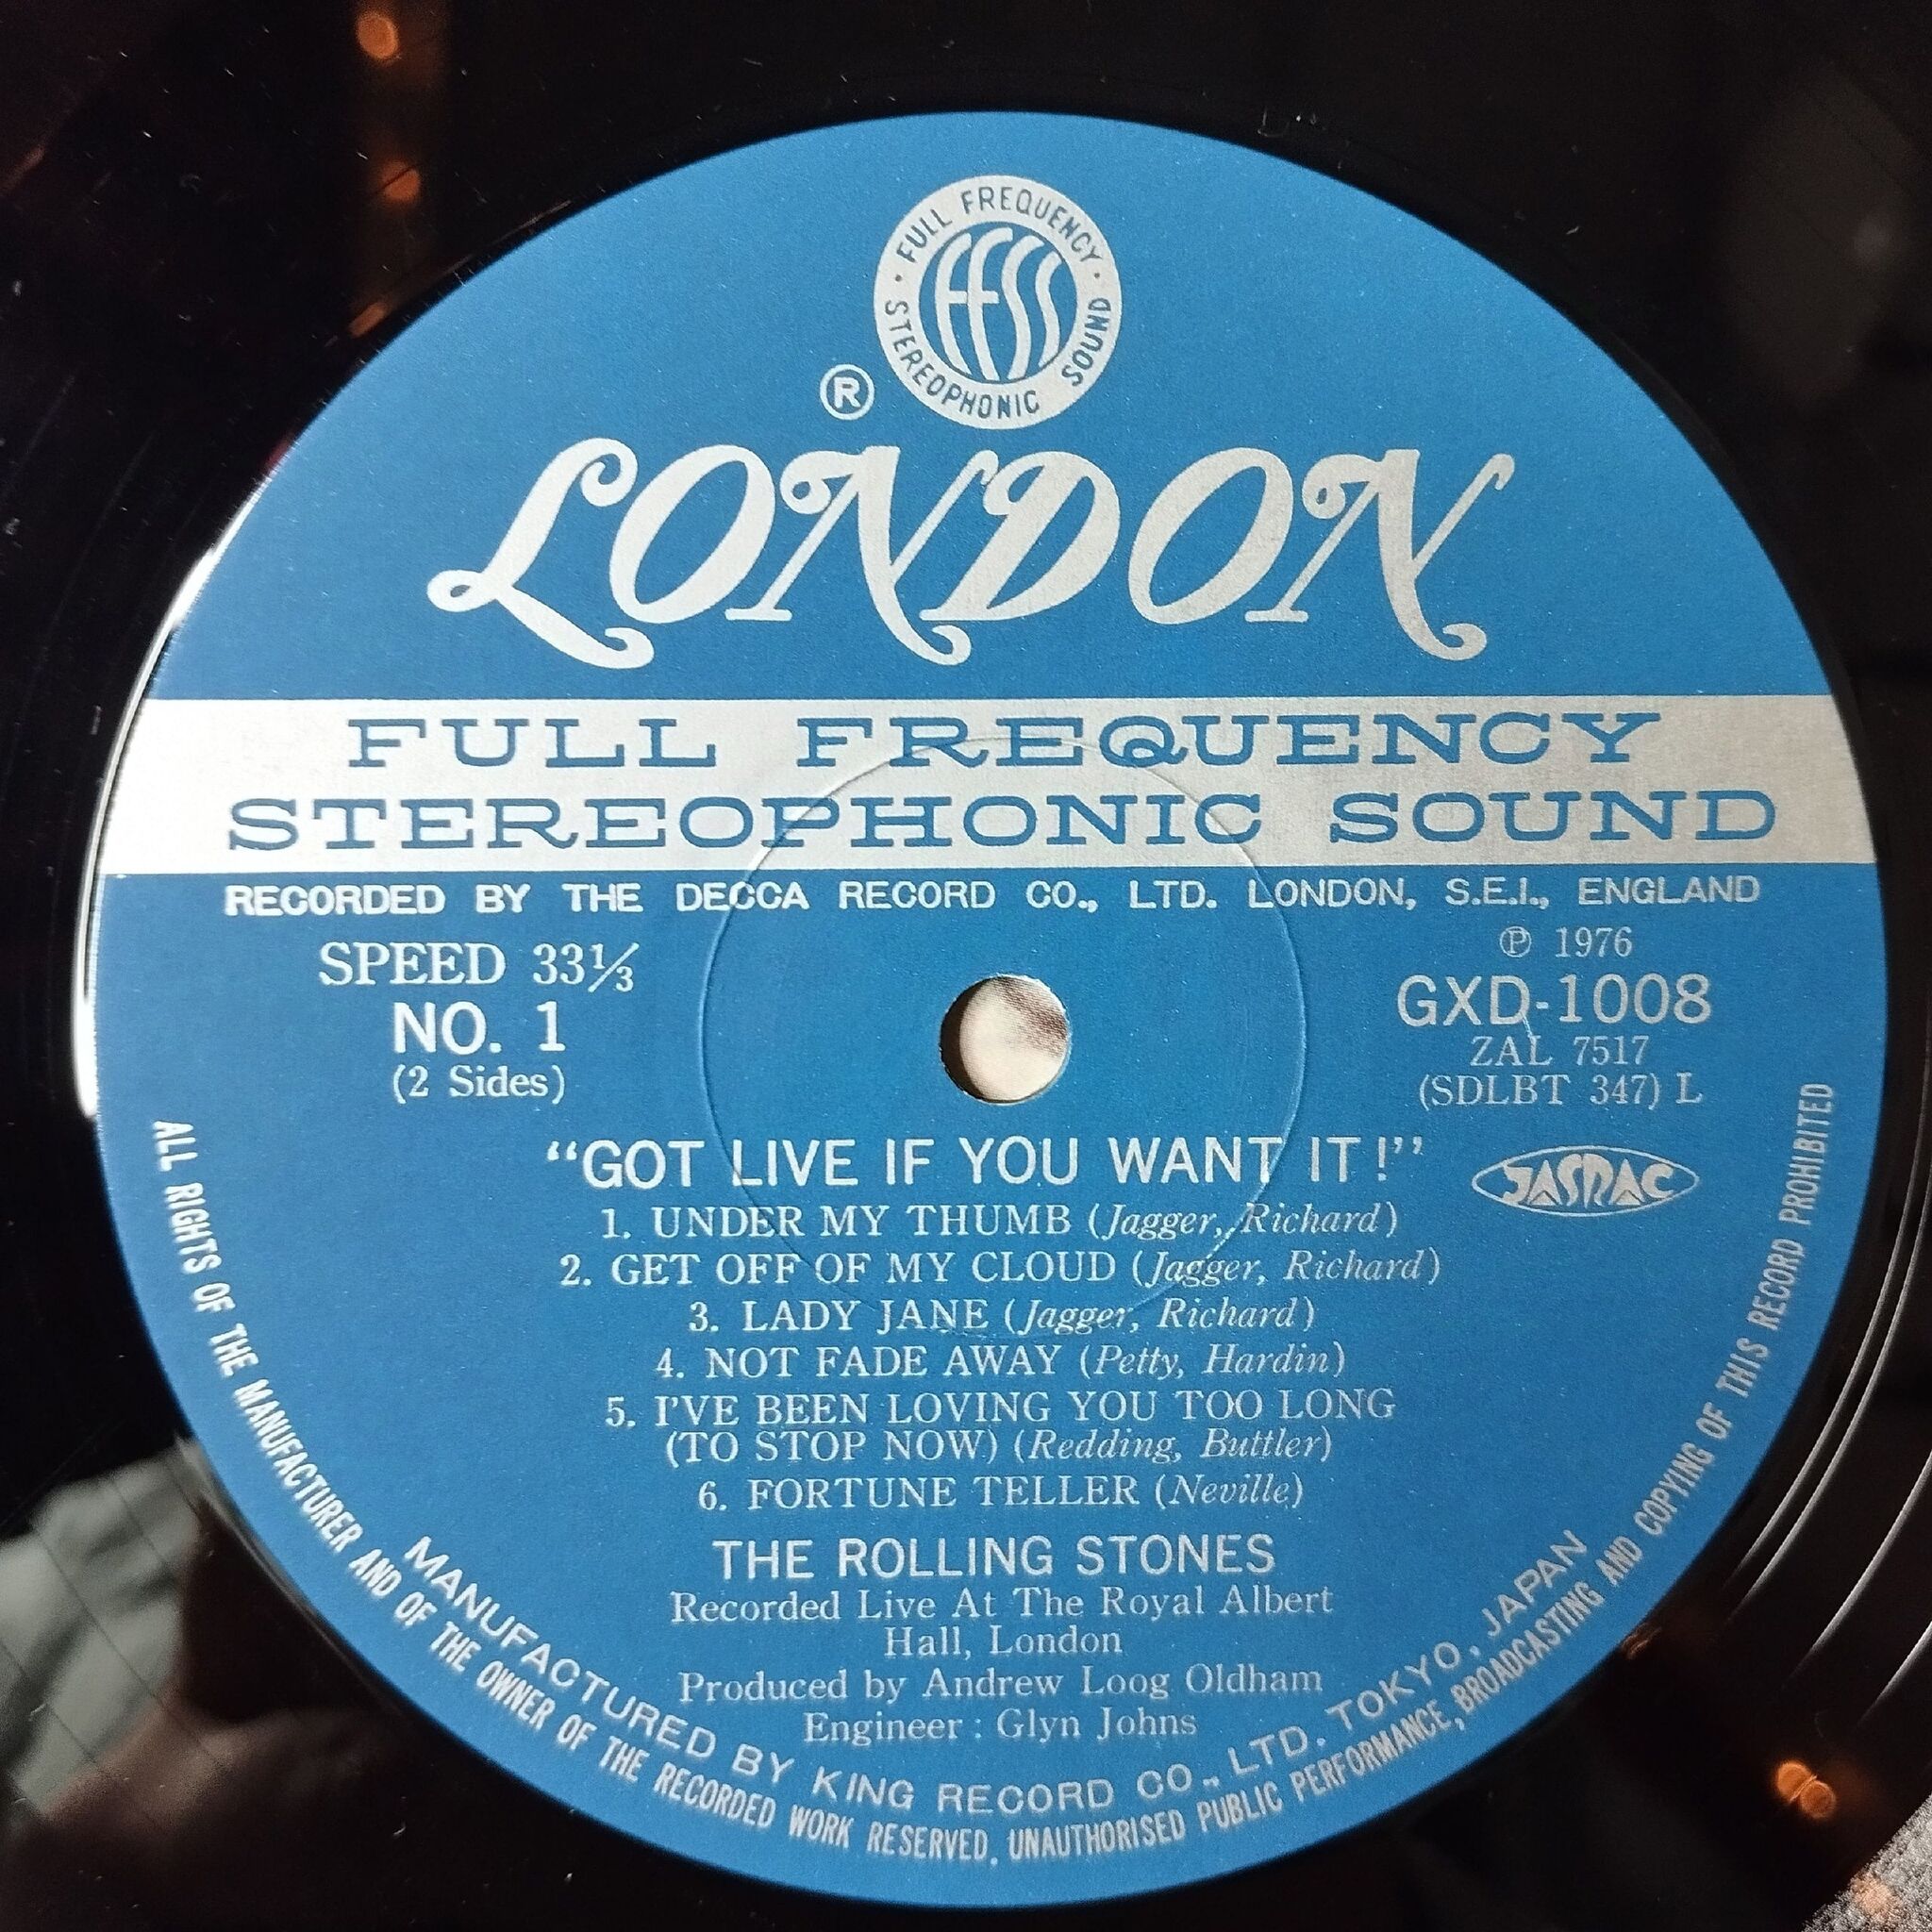 · FULL FREQUENCY ·
STEREOPHONIC SOUND
FFSS
®
LONDON
FULL FREQUENCY
STEREOPHONIC SOUND
RECORDED BY THE DECCA RECORD CO., LTD. LONDON, S.E.I., ENGLAND
SPEED 33⅓
NO. 1
(2 Sides)
℗ 1976
GXD-1008
ZAL 7517
(SDLBT 347) L
JASRAC
"GOT LIVE IF YOU WANT IT!"
1. UNDER MY THUMB (Jagger, Richard)
2. GET OFF OF MY CLOUD (Jagger, Richard)
3. LADY JANE (Jagger, Richard)
4. NOT FADE AWAY (Petty, Hardin)
5. I'VE BEEN LOVING YOU TOO LONG
(TO STOP NOW) (Redding, Buttler)
6. FORTUNE TELLER (Neville)
THE ROLLING STONES
Recorded Live At The Royal Albert
Hall, London
Produced by Andrew Loog Oldham
Engineer : Glyn Johns
MANUFACTURED BY KING RECORD CO., LTD. TOKYO, JAPAN
ALL RIGHTS OF THE MANUFACTURER AND OF THE OWNER OF THE RECORDED WORK RESERVED. UNAUTHORISED PUBLIC PERFORMANCE, BROADCASTING AND COPYING OF THIS RECORD PROHIBITED